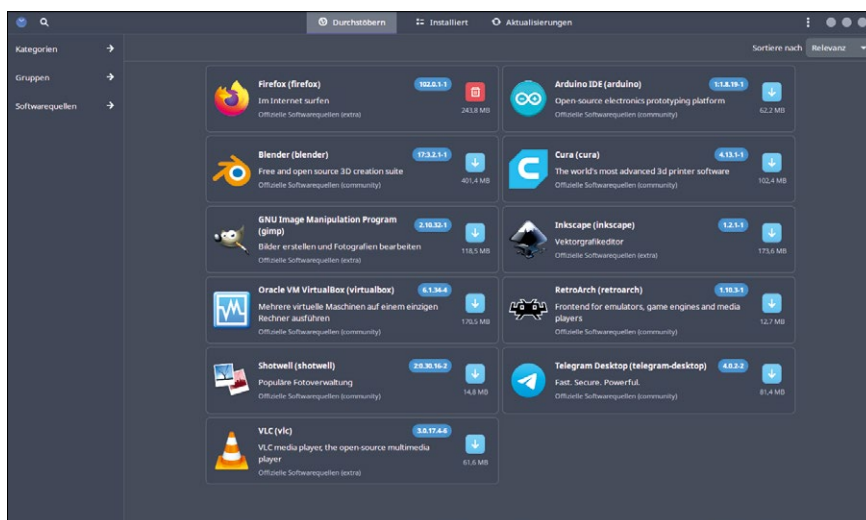 Durchstöbern
Installiert
Aktualisierungen
Kategorien
Gruppen
Softwarequellen
Sortiere nach Relevanz
Firefox (firefox) 102.0.1-1
Im Internet surfen
Offizielle Softwarequellen (extra)
243,8 MB
Arduino IDE (arduino) 1:1.8.19-1
Open-source electronics prototyping platform
Offizielle Softwarequellen (community)
62,2 MB
Blender (blender) 17:3.2.1-1
Free and open source 3D creation suite
Offizielle Softwarequellen (community)
401,4 MB
Cura (cura) 4.13.1-1
The world's most advanced 3d printer software
Offizielle Softwarequellen (community)
102,4 MB
GNU Image Manipulation Program
(gimp) 2.10.32-1
Bilder erstellen und Fotografien bearbeiten
Offizielle Softwarequellen (extra)
118,5 MB
Inkscape (inkscape) 1.2.1-1
Vektorgrafikeditor
Offizielle Softwarequellen (extra)
173,6 MB
Oracle VM VirtualBox (virtualbox) 6.1.34-4
Mehrere virtuelle Maschinen auf einem einzigen
Rechner ausführen
Offizielle Softwarequellen (community)
170,5 MB
RetroArch (retroarch) 1.10.3-1
Frontend for emulators, game engines and media
players
Offizielle Softwarequellen (community)
12,7 MB
Shotwell (shotwell) 2:0.30.16-2
Populäre Fotoverwaltung
Offizielle Softwarequellen (community)
14,8 MB
Telegram Desktop (telegram-desktop) 4.0.2-2
Fast. Secure. Powerful.
Offizielle Softwarequellen (community)
81,4 MB
VLC (vlc) 3.0.17.4-6
VLC media player, the open-source multimedia
player
Offizielle Softwarequellen (extra)
61,6 MB